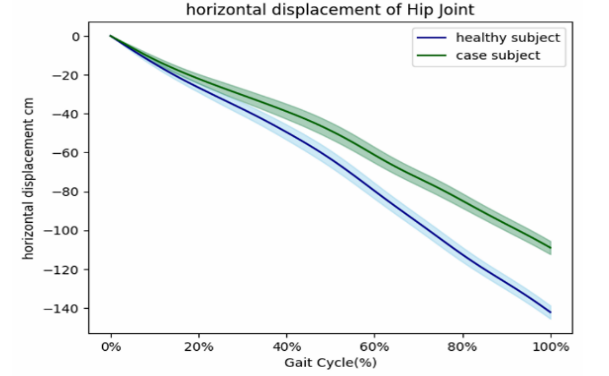 horizontal displacement of Hip Joint
healthy subject
case subject
0
−20
−40
−60
−80
−100
−120
−140
horizontal displacement cm
0%
20%
40%
60%
80%
100%
Gait Cycle(%)